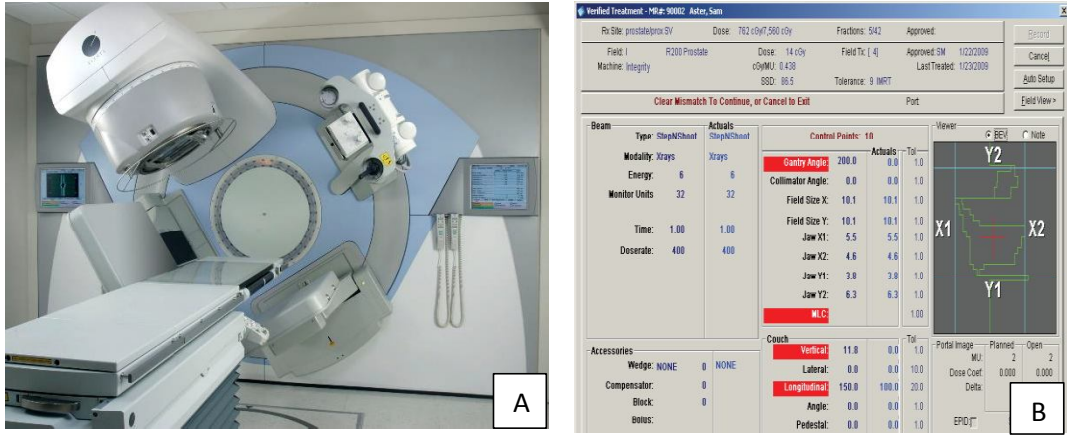 A
Verified Treatment - MR#: 90002 Aster, Sam
Rx Site: prostate/prox SV Dose: 762 cGy/7,560 cGy Fractions: 5/42 Approved:
Record
Field: I R200 Prostate Dose: 14 cGy Field Tx: [ 4] Approved: SM 1/22/2009
Cancel
Machine: Integrity cGy/MU: 0.438 Last Treated: 1/23/2009
SSD: 86.5 Tolerance: 9 IMRT
Auto Setup
Clear Mismatch To Continue, or Cancel to Exit Port
Field View >
Beam Actuals
Type: StepNShoot StepNShoot
Modality: Xrays Xrays
Energy: 6 6
Monitor Units 32 32
Time: 1.00 1.00
Doserate: 400 400
Control Points: 10
Actuals Tol
Gantry Angle: 200.0 0.0 1.0
Collimator Angle: 0.0 0.0 1.0
Field Size X: 10.1 10.1 1.0
Field Size Y: 10.1 10.1 1.0
Jaw X1: 5.5 5.5 1.0
Jaw X2: 4.6 4.6 1.0
Jaw Y1: 3.8 3.8 1.0
Jaw Y2: 6.3 6.3 1.0
MLC: 1.00
Viewer
BEV Note
Y2
X1 X2
Y1
Accessories
Wedge: NONE 0 NONE
Compensator: 0
Block: 0
Bolus:
Couch Tol
Vertical: 11.8 0.0 1.0
Lateral: 0.0 0.0 10.0
Longitudinal: 150.0 100.0 20.0
Angle: 0.0 0.0 1.0
Pedestal: 0.0 0.0 1.0
Portal Image Planned Open
MU: 2 2
Dose Coef: 0.000 0.000
Delta:
EPID:
B